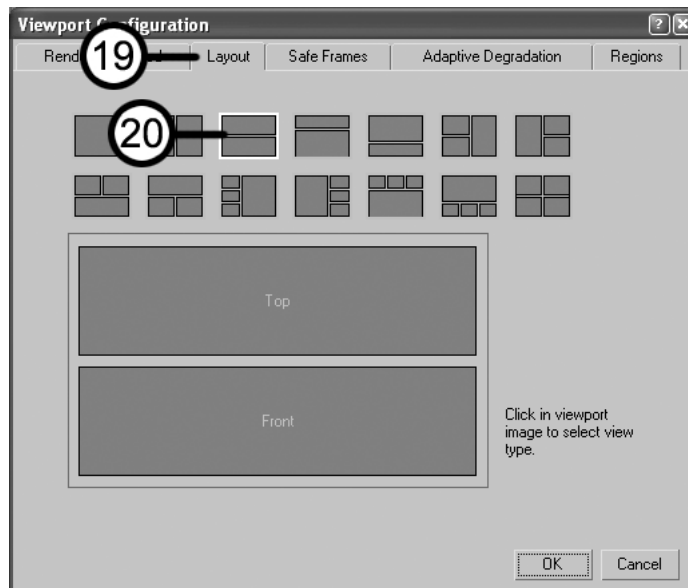 Viewport Configuration
19 Layout Safe Frames Adaptive Degradation Regions
20
Top
Front
Click in viewport
image to select view
type.
OK Cancel